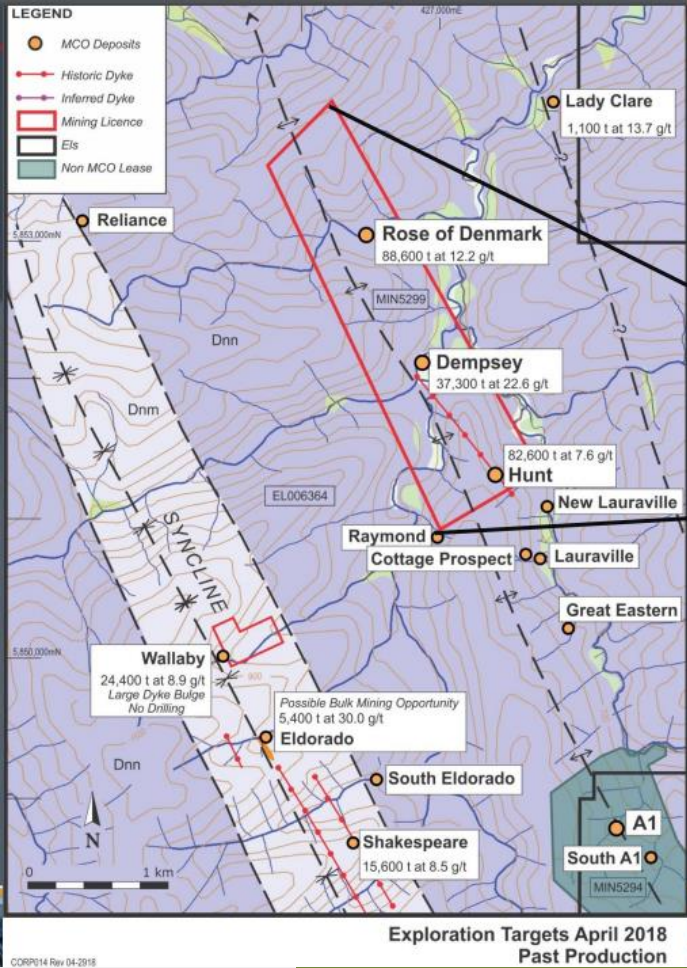 LEGEND
MCO Deposits
Historic Dyke
Inferred Dyke
Mining Licence
Els
Non MCO Lease
427,000mE
Lady Clare
1,100 t at 13.7 g/t
Reliance
5,853,000mN
Rose of Denmark
88,600 t at 12.2 g/t
MIN5299
?
Dnn
?
Dempsey
37,300 t at 22.6 g/t
Dnm
82,600 t at 7.6 g/t
Hunt
EL006364
New Lauraville
SYNCLINE
Raymond
Cottage Prospect
Lauraville
Great Eastern
5,850,000mN
Wallaby
24,400 t at 8.9 g/t
Large Dyke Bulge
No Drilling
900
Possible Bulk Mining Opportunity
5,400 t at 30.0 g/t
Eldorado
Dnn
South Eldorado
N
A1
Shakespeare
15,600 t at 8.5 g/t
South A1
0 1 km
MIN5294
Exploration Targets April 2018
Past Production
CORP014 Rev 04-2918